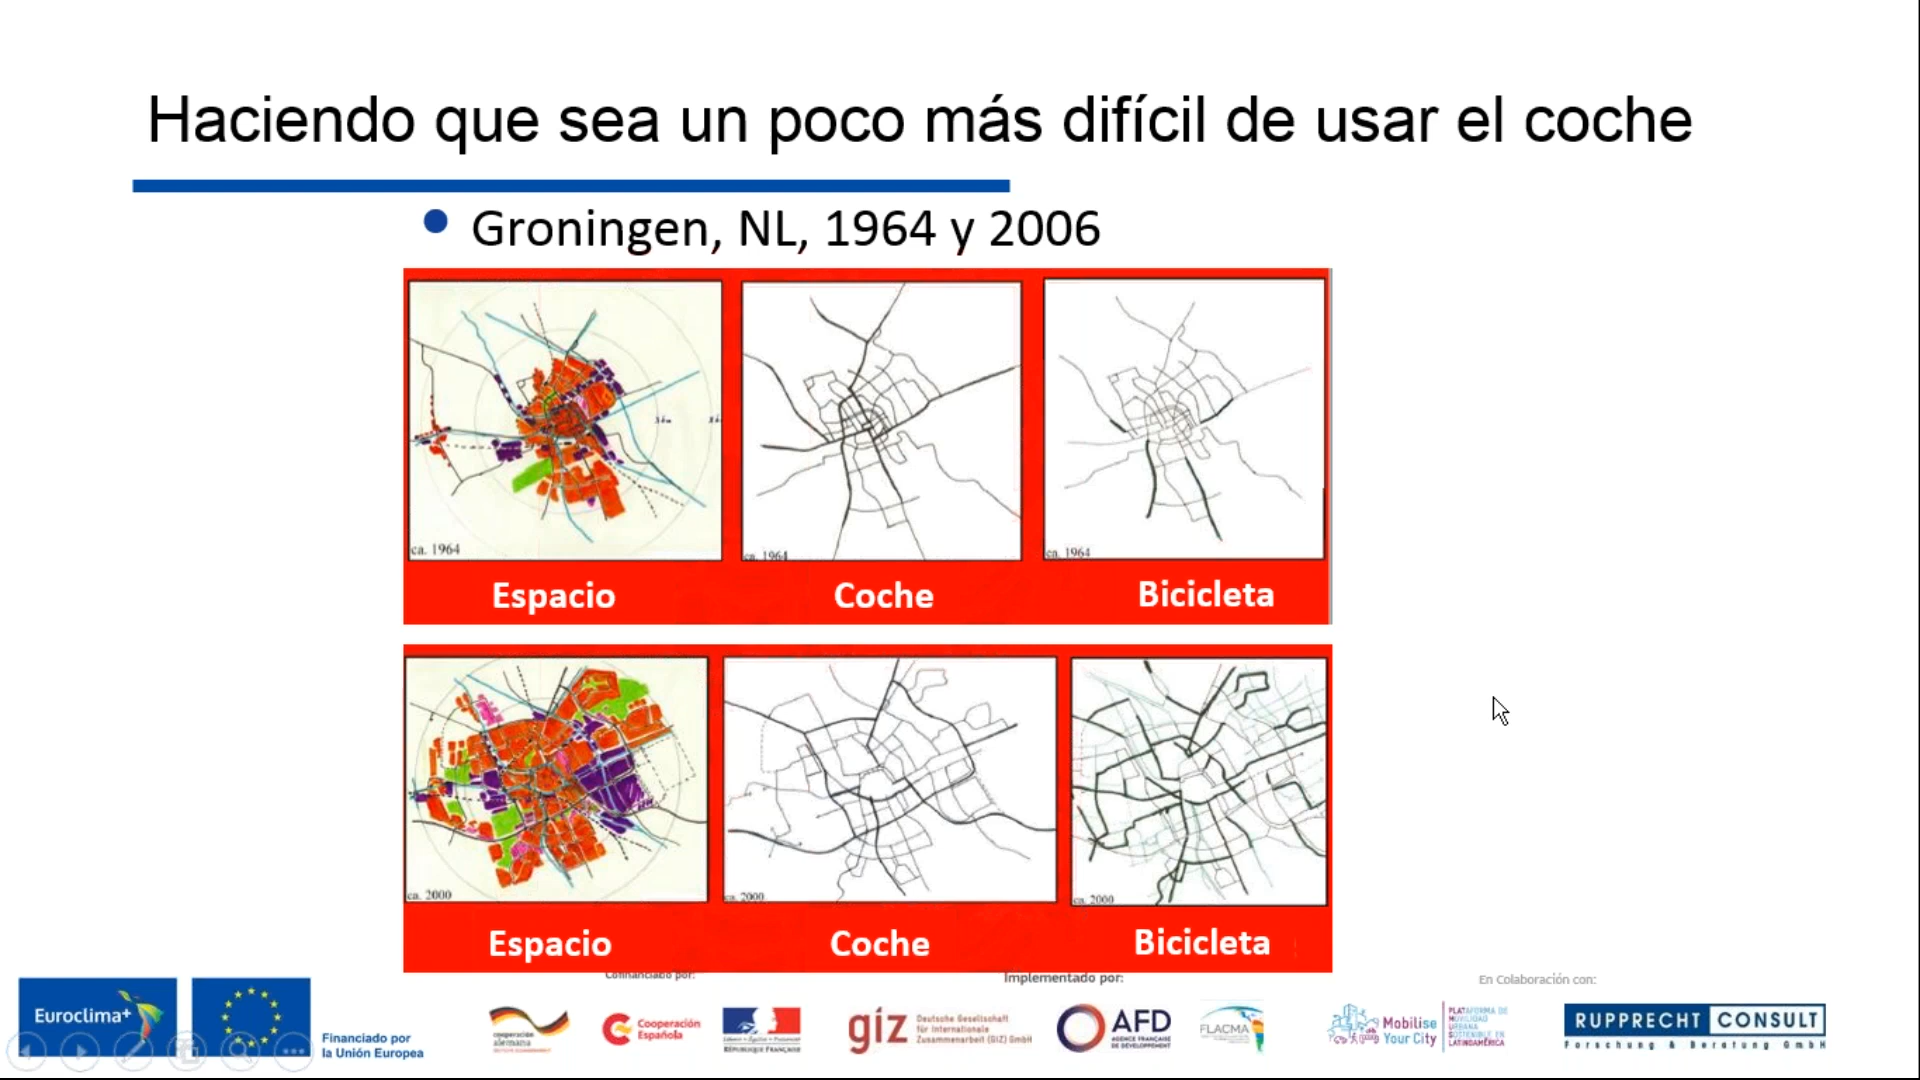 Haciendo que sea un poco más difícil de usar el coche
Groningen, NL, 1964 y 2006
ca. 1964
ca. 1964
ca. 1964
Espacio
Coche
Bicicleta
ca. 2000
ca. 2000
ca. 2000
Espacio
Coche
Bicicleta
Cofinanciado por:
Implementado por:
En Colaboración con:
Euroclima+
Financiado por
la Unión Europea
cooperación
alemana
DEUTSCHE ZUSAMMENARBEIT
Cooperación
Española
Liberté • Égalité • Fraternité
RÉPUBLIQUE FRANÇAISE
giz
Deutsche Gesellschaft
für Internationale
Zusammenarbeit (GIZ) GmbH
AFD
AGENCE FRANÇAISE
DE DÉVELOPPEMENT
FLACMA
Mobilise
Your City
PLATAFORMA DE
MOVILIDAD
URBANA
SOSTENIBLE EN
LATINOAMÉRICA
RUPPRECHT CONSULT
Forschung & Beratung GmbH